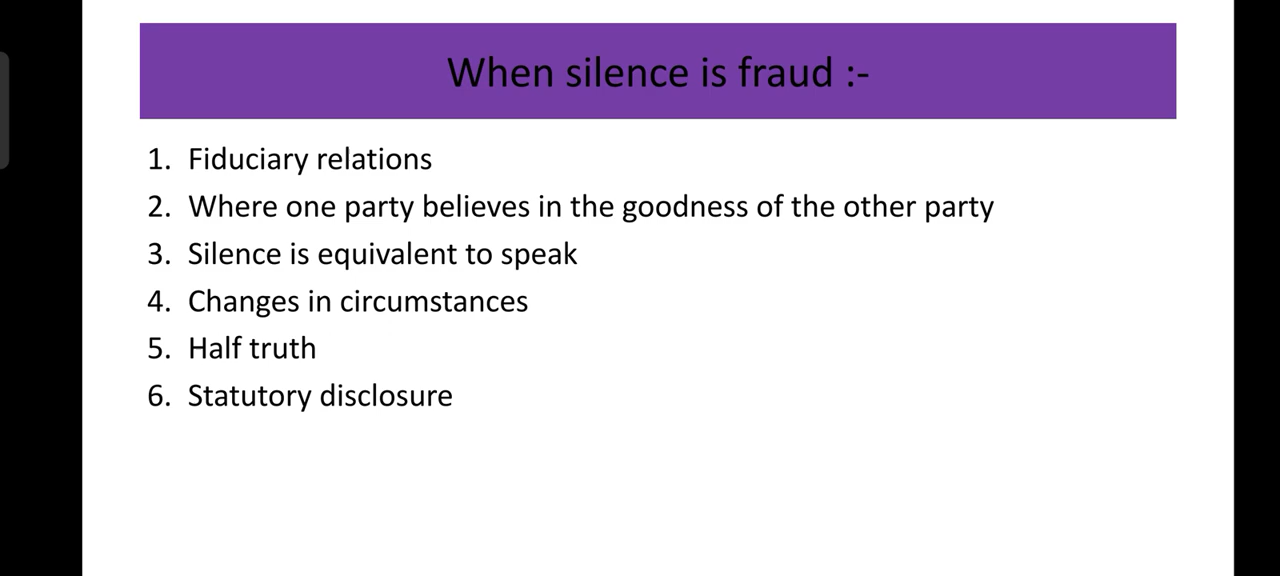 When silence is fraud :-
1. Fiduciary relations
2. Where one party believes in the goodness of the other party
3. Silence is equivalent to speak
4. Changes in circumstances
5. Half truth
6. Statutory disclosure